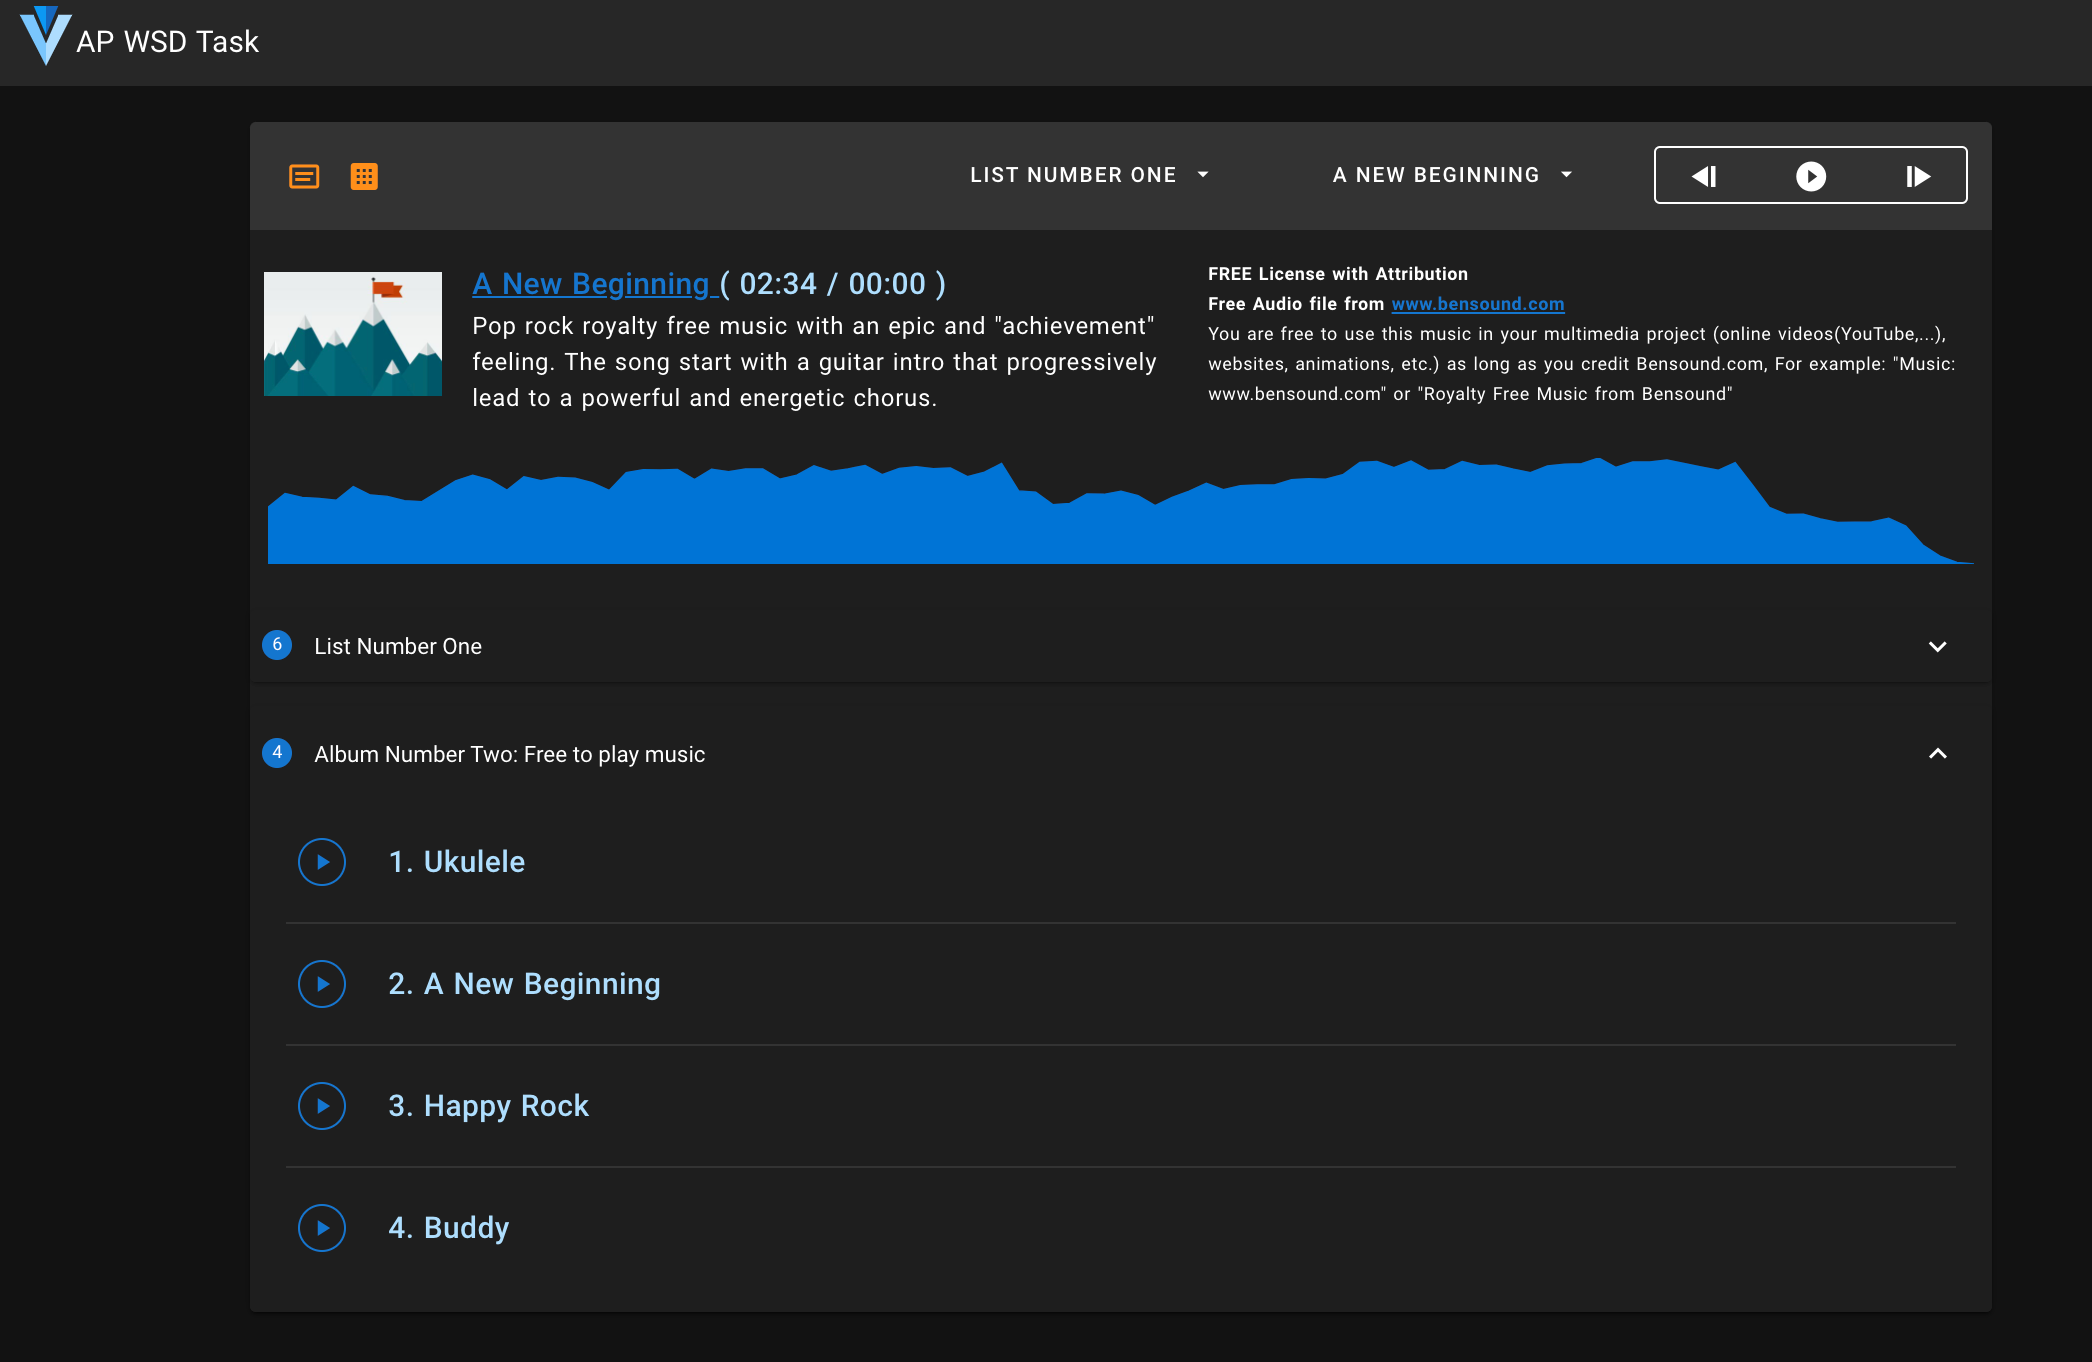 AP WSD Task
LIST NUMBER ONE
A NEW BEGINNING
A New Beginning ( 02:34 / 00:00 )
Pop rock royalty free music with an epic and "achievement"
feeling. The song start with a guitar intro that progressively
lead to a powerful and energetic chorus.
FREE License with Attribution
Free Audio file from www.bensound.com
You are free to use this music in your multimedia project (online videos(YouTube,...),
websites, animations, etc.) as long as you credit Bensound.com, For example: "Music:
www.bensound.com" or "Royalty Free Music from Bensound"
6 List Number One
4 Album Number Two: Free to play music
1. Ukulele
2. A New Beginning
3. Happy Rock
4. Buddy